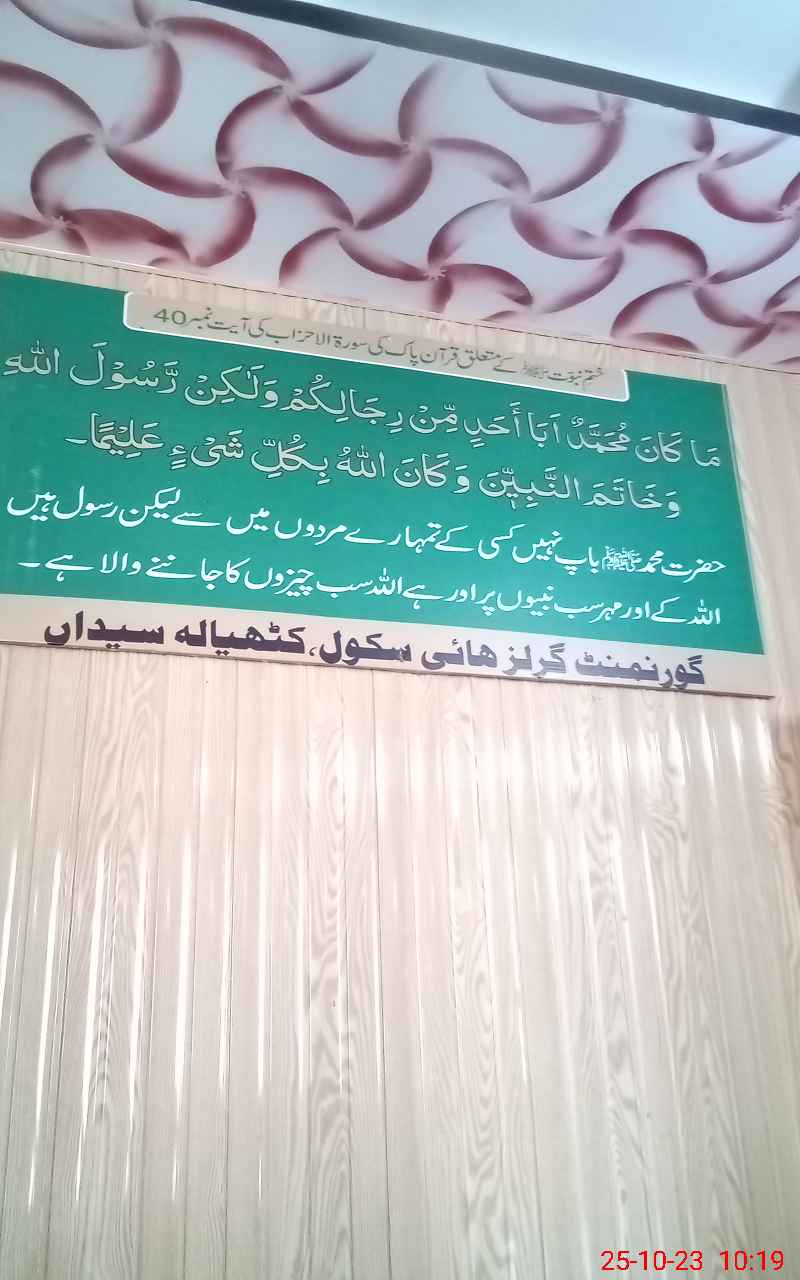 ختم نبوت ﷺ کے متعلق قرآن پاک کی سورۃ الاحزاب کی آیت نمبر 40
مَا كَانَ مُحَمَّدٌ اَبَا أَحَدٍ مِّنْ رِجَالِكُمْ وَلٰكِنْ رَّسُوْلَ اللهِ
وَخَاتَمَ النَّبِيّٖنَ وَكَانَ اللهُ بِكُلِّ شَیْءٍ عَلِيْمًا۔
حضرت محمد ﷺ باپ نہیں کسی کے تمہارے مردوں میں سے لیکن رسول ہیں
اللہ کے اور مہر سب نبیوں پر اور ہے اللہ سب چیزوں کا جاننے والا ہے۔
گورنمنٹ گرلز ھائی سکول، کٹھیالہ سیداں
25-10-23 10:19